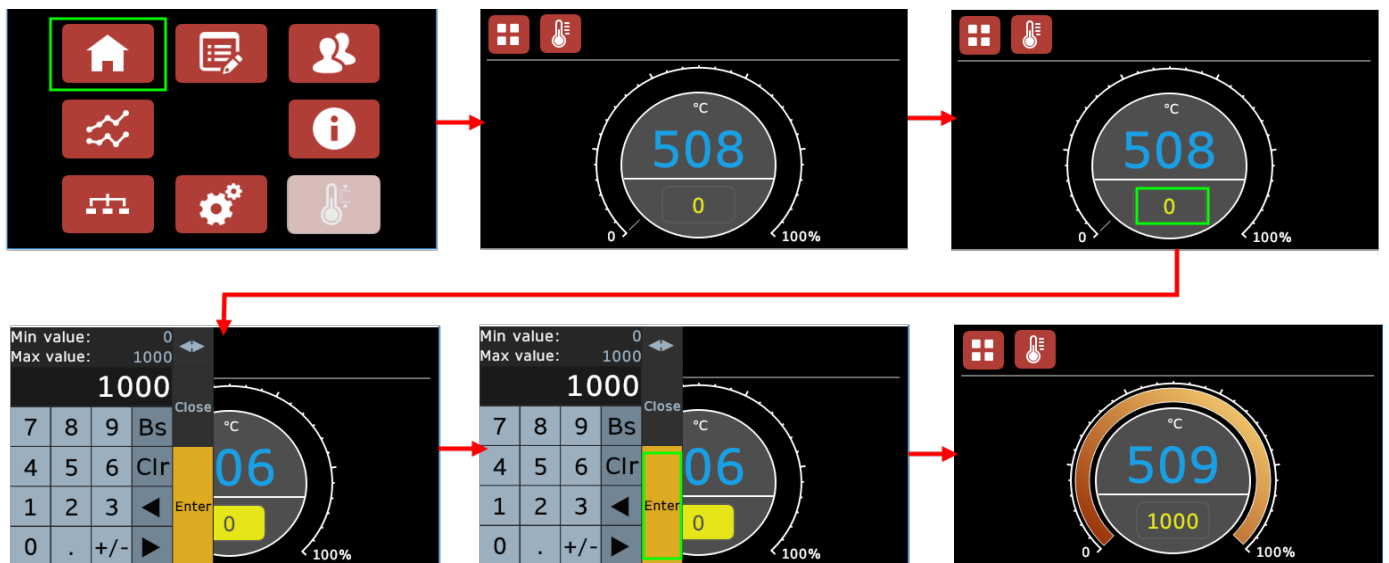 °C
508
0
0
100%
°C
508
0
0
100%
Min value: 0
Max value: 1000
1000
Close
7 8 9 Bs
4 5 6 Clr
1 2 3 ◀
Enter
0 . +/- ▶
°C
06
0
100%
Min value: 0
Max value: 1000
1000
Close
7 8 9 Bs
4 5 6 Clr
1 2 3 ◀
Enter
0 . +/- ▶
°C
06
0
100%
°C
509
1000
0
100%